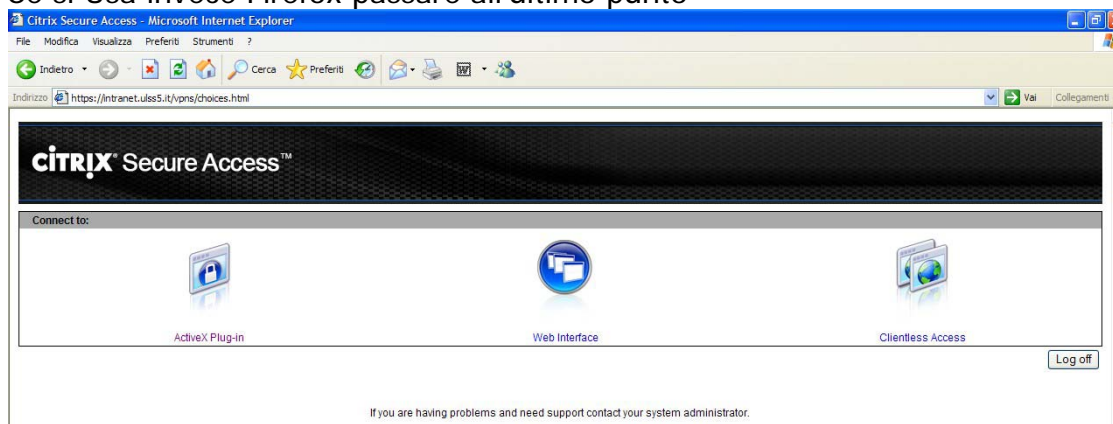 Se si usa invece Firefox passare all'ultimo punto
Citrix Secure Access - Microsoft Internet Explorer
File Modifica Visualizza Preferiti Strumenti ?
Indietro Cerca Preferiti
Indirizzo https://intranet.ulss5.it/vpns/choices.html Vai Collegamenti
CİTRIX® Secure Access™
Connect to:
ActiveX Plug-in Web Interface Clientless Access
Log off
If you are having problems and need support contact your system administrator.